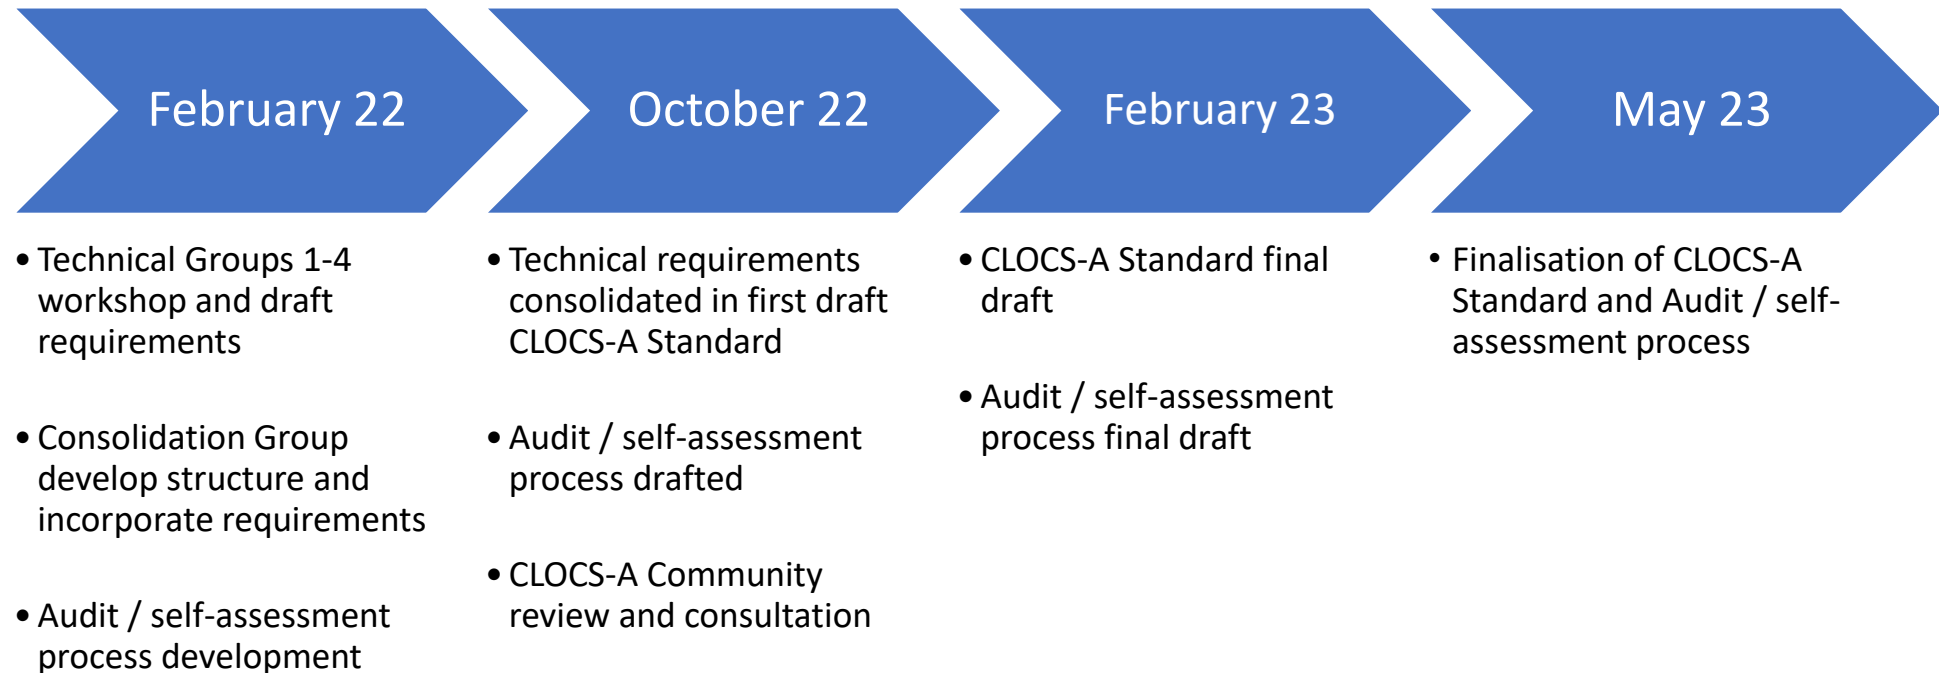 February 22
• Technical Groups 1-4
workshop and draft
requirements
• Consolidation Group
develop structure and
incorporate requirements
• Audit / self-assessment
process development
October 22
• Technical requirements
consolidated in first draft
CLOCS-A Standard
• Audit / self-assessment
process drafted
• CLOCS-A Community
review and consultation
February 23
• CLOCS-A Standard final
draft
• Audit / self-assessment
process final draft
May 23
• Finalisation of CLOCS-A
Standard and Audit / self-
assessment process